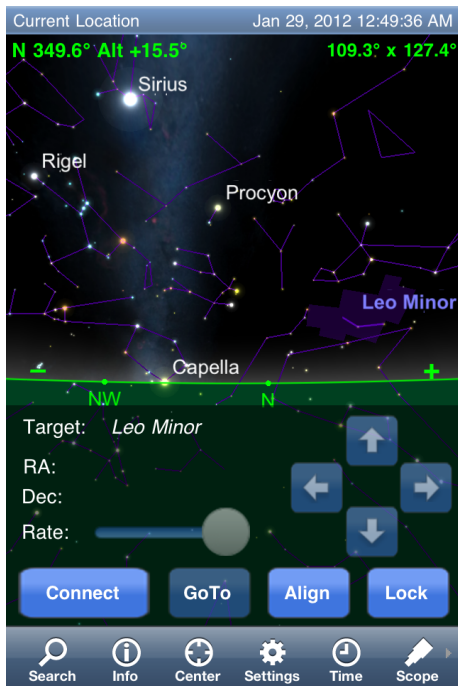 Current Location Jan 29, 2012 12:49:36 AM
N 349.6° Alt +15.5° 109.3° x 127.4°
Sirius
Rigel
Procyon
Leo Minor
Capella
− +
NW N
Target: Leo Minor
RA:
Dec:
Rate:
Connect GoTo Align Lock
Search Info Center Settings Time Scope